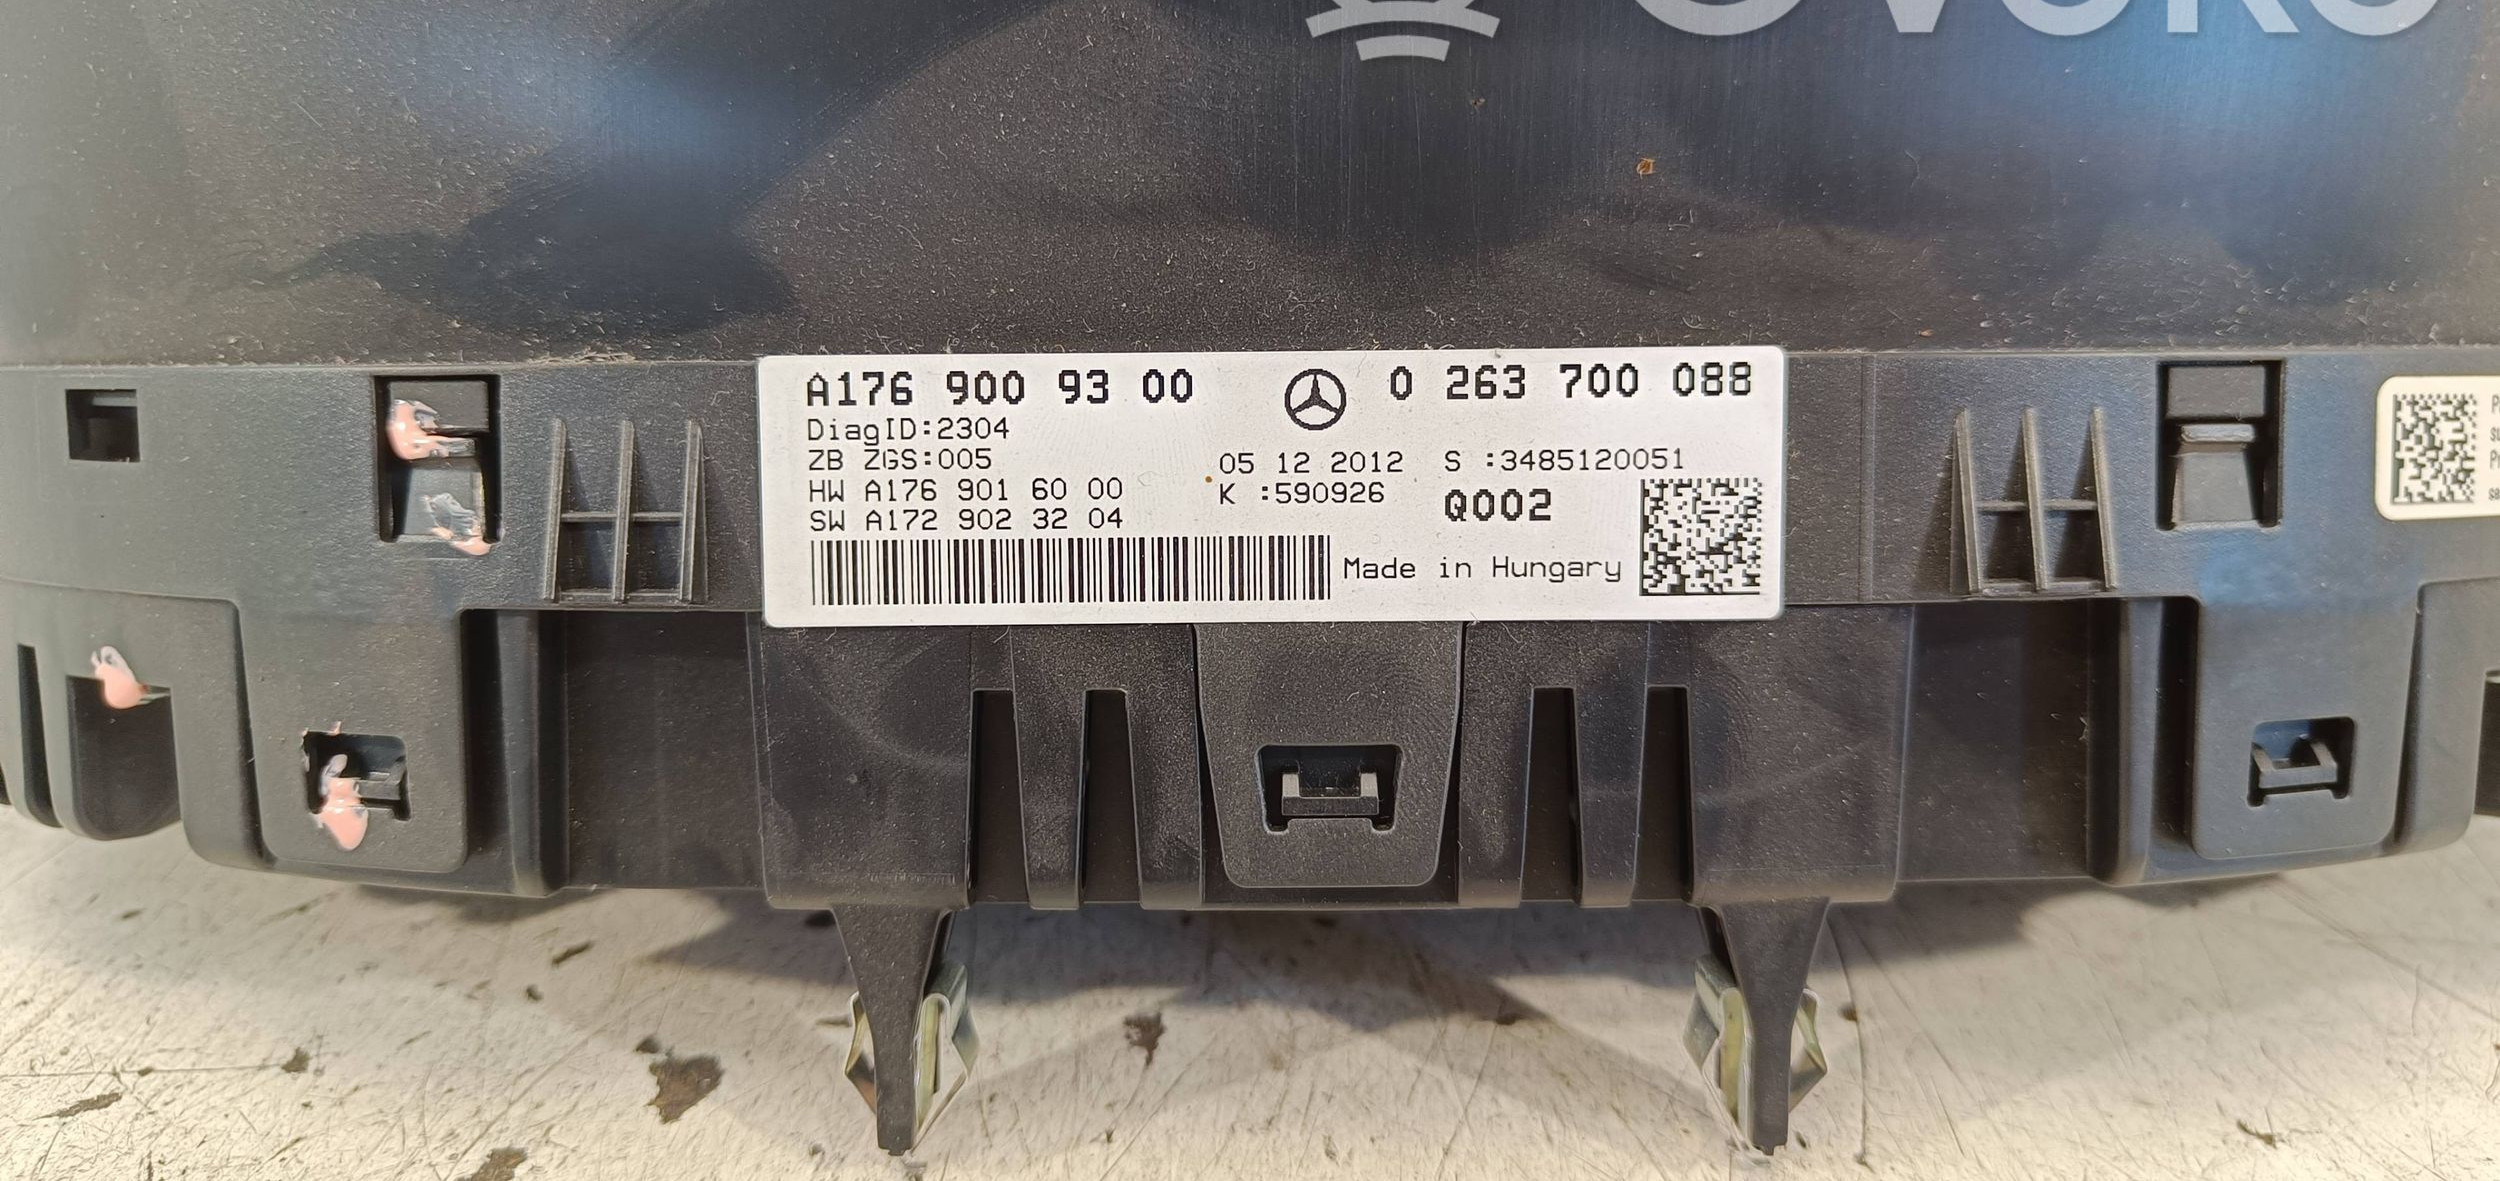 A176 900 93 00
0 263 700 088
DiagID:2304
ZB ZGS:005
HW A176 901 60 00
SW A172 902 32 04
05 12 2012
S :3485120051
K :590926
Q002
Made in Hungary